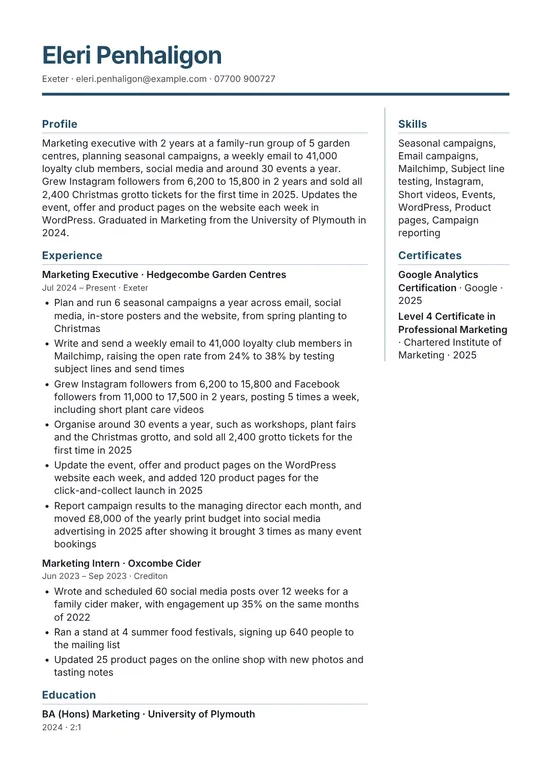 Eleri Penhaligon
Exeter · eleri.penhaligon@example.com · 07700 900727
Profile
Marketing executive with 2 years at a family-run group of 5 garden
centres, planning seasonal campaigns, a weekly email to 41,000
loyalty club members, social media and around 30 events a year.
Grew Instagram followers from 6,200 to 15,800 in 2 years and sold all
2,400 Christmas grotto tickets for the first time in 2025. Updates the
event, offer and product pages on the website each week in
WordPress. Graduated in Marketing from the University of Plymouth in
2024.
Experience
Marketing Executive · Hedgecombe Garden Centres
Jul 2024 – Present · Exeter
• Plan and run 6 seasonal campaigns a year across email, social
media, in-store posters and the website, from spring planting to
Christmas
• Write and send a weekly email to 41,000 loyalty club members in
Mailchimp, raising the open rate from 24% to 38% by testing
subject lines and send times
• Grew Instagram followers from 6,200 to 15,800 and Facebook
followers from 11,000 to 17,500 in 2 years, posting 5 times a week,
including short plant care videos
• Organise around 30 events a year, such as workshops, plant fairs
and the Christmas grotto, and sold all 2,400 grotto tickets for the
first time in 2025
• Update the event, offer and product pages on the WordPress
website each week, and added 120 product pages for the
click-and-collect launch in 2025
• Report campaign results to the managing director each month, and
moved £8,000 of the yearly print budget into social media
advertising in 2025 after showing it brought 3 times as many event
bookings
Marketing Intern · Oxcombe Cider
Jun 2023 – Sep 2023 · Crediton
• Wrote and scheduled 60 social media posts over 12 weeks for a
family cider maker, with engagement up 35% on the same months
of 2022
• Ran a stand at 4 summer food festivals, signing up 640 people to
the mailing list
• Updated 25 product pages on the online shop with new photos and
tasting notes
Education
BA (Hons) Marketing · University of Plymouth
2024 · 2:1
Skills
Seasonal campaigns,
Email campaigns,
Mailchimp, Subject line
testing, Instagram,
Short videos, Events,
WordPress, Product
pages, Campaign
reporting
Certificates
Google Analytics
Certification · Google ·
2025
Level 4 Certificate in
Professional Marketing
· Chartered Institute of
Marketing · 2025